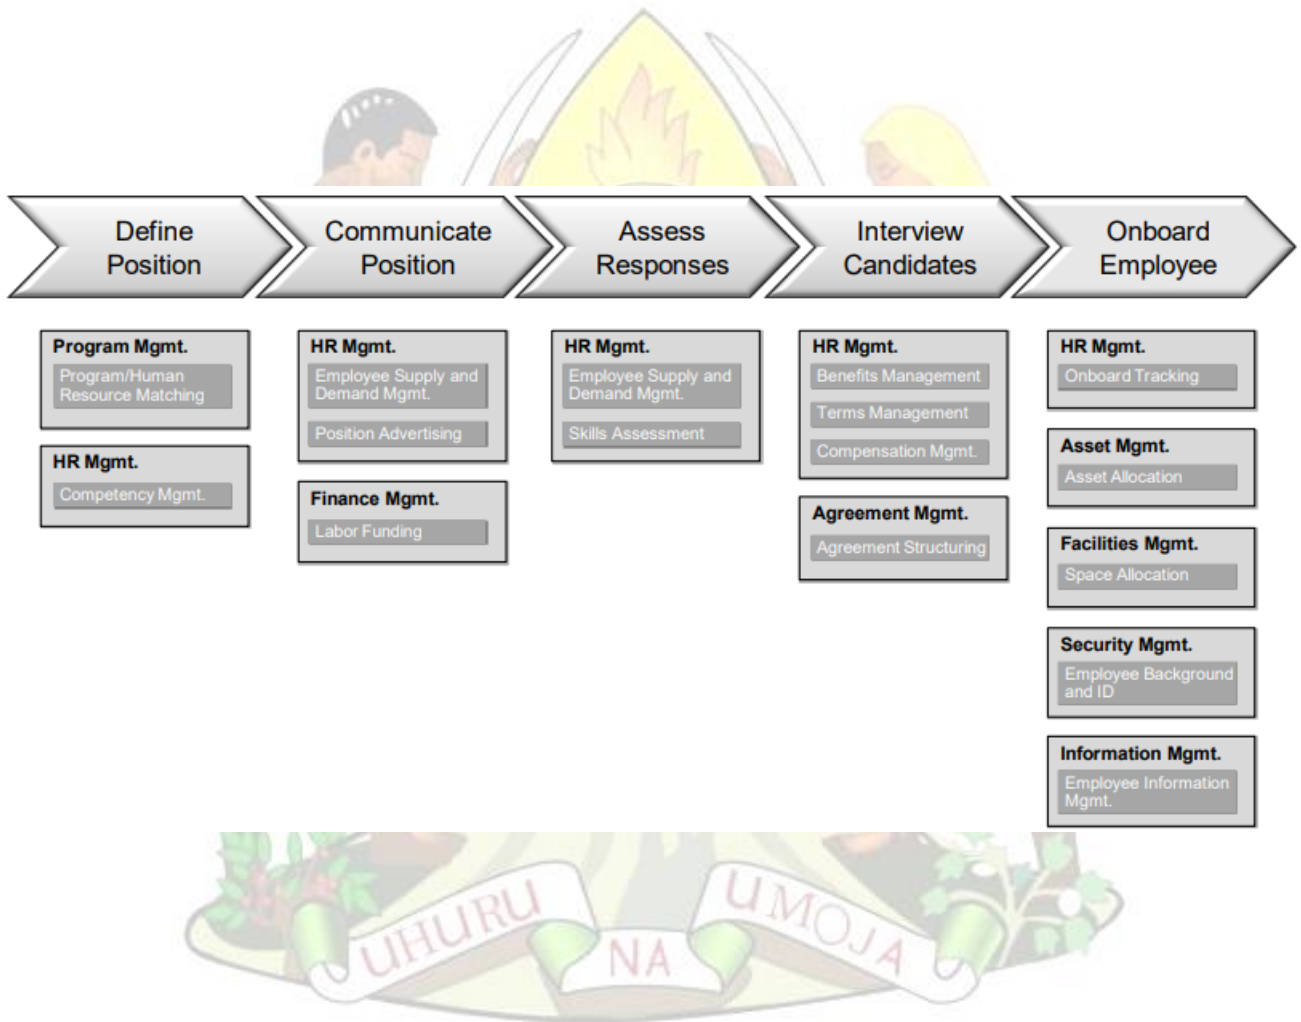 Define
Position
Communicate
Position
Assess
Responses
Interview
Candidates
Onboard
Employee
Program Mgmt.
Program/Human
Resource Matching
HR Mgmt.
Competency Mgmt.
HR Mgmt.
Employee Supply and
Demand Mgmt.
Position Advertising
Finance Mgmt.
Labor Funding
HR Mgmt.
Employee Supply and
Demand Mgmt.
Skills Assessment
HR Mgmt.
Benefits Management
Terms Management
Compensation Mgmt.
Agreement Mgmt.
Agreement Structuring
HR Mgmt.
Onboard Tracking
Asset Mgmt.
Asset Allocation
Facilities Mgmt.
Space Allocation
Security Mgmt.
Employee Background
and ID
Information Mgmt.
Employee Information
Mgmt.
UHURU NA UMOJA